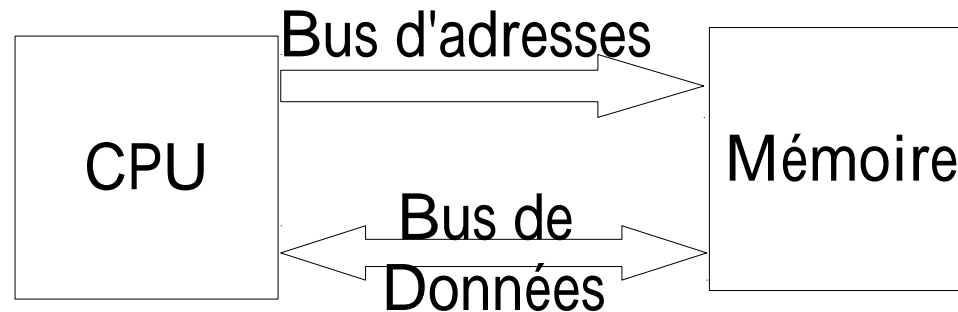 Bus d'adresses
CPU
Mémoire
Bus de
Données